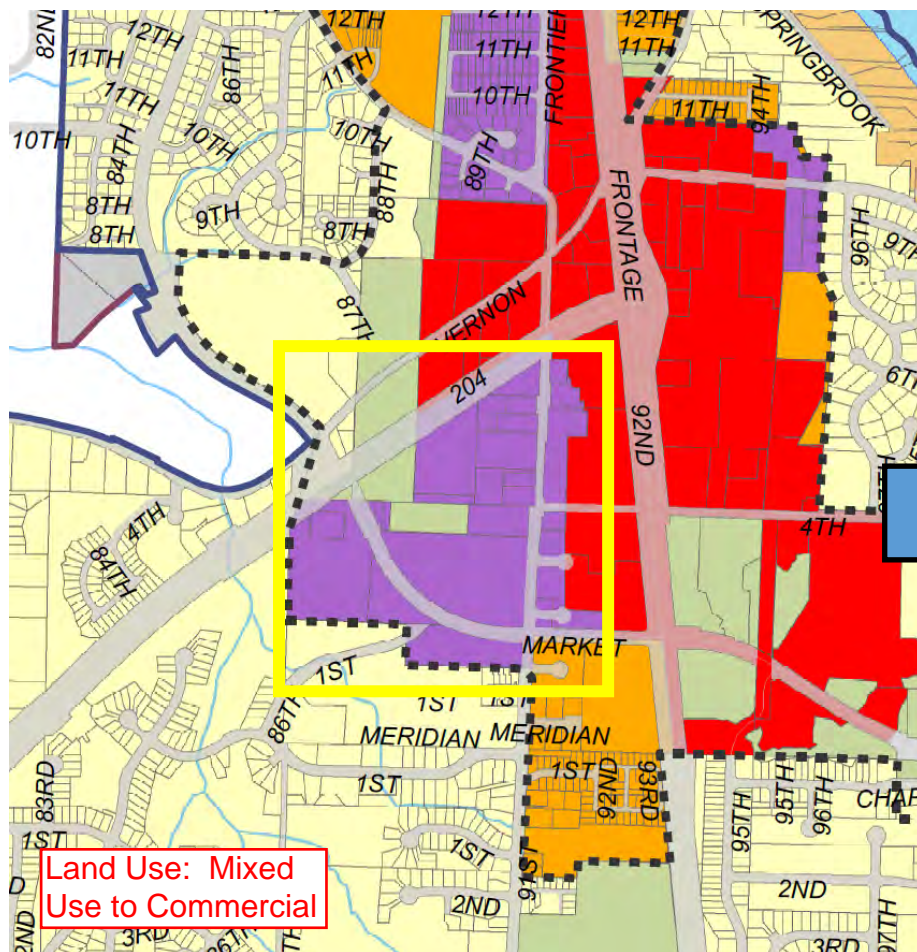 82ND
12TH
12TH
12TH
SPRINGBROOK
11TH
86TH
11TH
11TH
FRONTIER
11TH
11TH
10TH
94TH
11TH
10TH
84TH
10TH
10TH
89TH
88TH
FRONTAGE
8TH
9TH
8TH
8TH
96TH
9TH
87TH
VERNON
6TH
204
92ND
4TH
84TH
4TH
MARKET
1ST
86TH
1ST
1ST
MERIDIAN
MERIDIAN
83RD
1ST
1ST
92ND
93RD
95TH
95TH
96TH
1ST
1ST
91ST
Land Use: Mixed
Use to Commercial
2ND
2ND
2ND
3RD
3RD